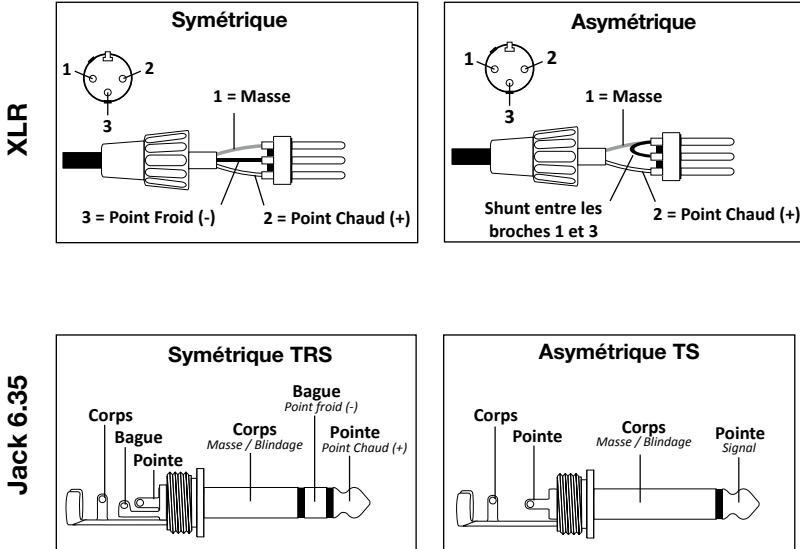 XLR
Symétrique
1
2
3
1 = Masse
3 = Point Froid (-)
2 = Point Chaud (+)
Asymétrique
1
2
3
1 = Masse
Shunt entre les
broches 1 et 3
2 = Point Chaud (+)
Jack 6.35
Symétrique TRS
Corps
Bague
Pointe
Corps
Masse / Blindage
Bague
Point froid (-)
Pointe
Point Chaud (+)
Asymétrique TS
Corps
Pointe
Corps
Masse / Blindage
Pointe
Signal